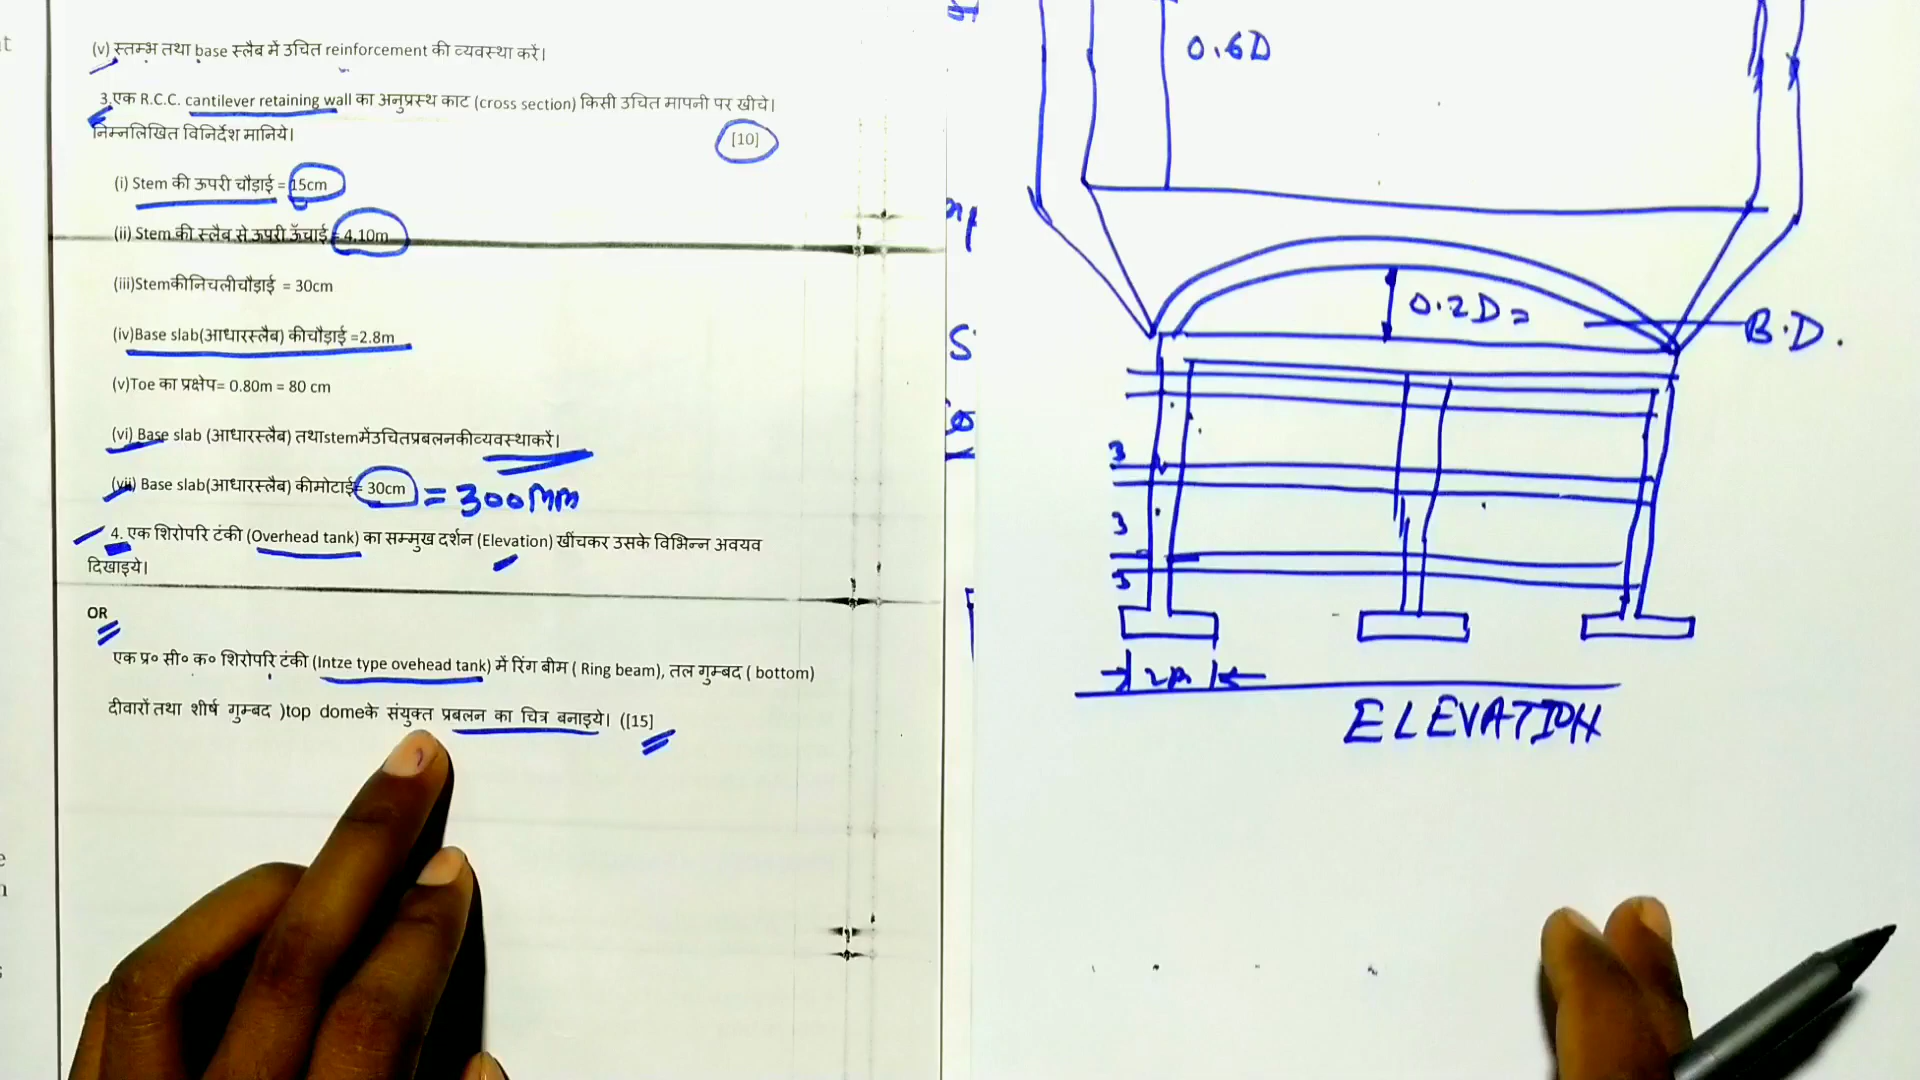 (v) स्तम्भ तथा base स्लैब में उचित reinforcement की व्यवस्था करें।
3.एक R.C.C. cantilever retaining wall का अनुप्रस्थ काट (cross section) किसी उचित मापनी पर खीचे।
निम्नलिखित विनिर्देश मानिये।
[10]
(i) Stem की ऊपरी चौड़ाई = 15cm
(ii) Stem की स्लैब से ऊपरी ऊँचाई = 4.10m
(iii)Stemकीनिचलीचौड़ाई = 30cm
(iv)Base slab(आधारस्लैब) कीचौड़ाई =2.8m
(v)Toe का प्रक्षेप= 0.80m = 80 cm
(vi) Base slab (आधारस्लैब) तथाstemमेंउचितप्रबलनकीव्यवस्थाकरें।
(vii) Base slab(आधारस्लैब) कीमोटाई= 30cm = 300mm
4. एक शिरोपरि टंकी (Overhead tank) का सम्मुख दर्शन (Elevation) खींचकर उसके विभिन्न अवयव
दिखाइये।
OR
एक प्र० सी० क० शिरोपरि टंकी (Intze type ovehead tank) में रिंग बीम ( Ring beam), तल गुम्बद ( bottom)
दीवारों तथा शीर्ष गुम्बद )top domeके संयुक्त प्रबलन का चित्र बनाइये। ([15]
0.6D
0.2D=
B.D.
3
3
ELEVATION